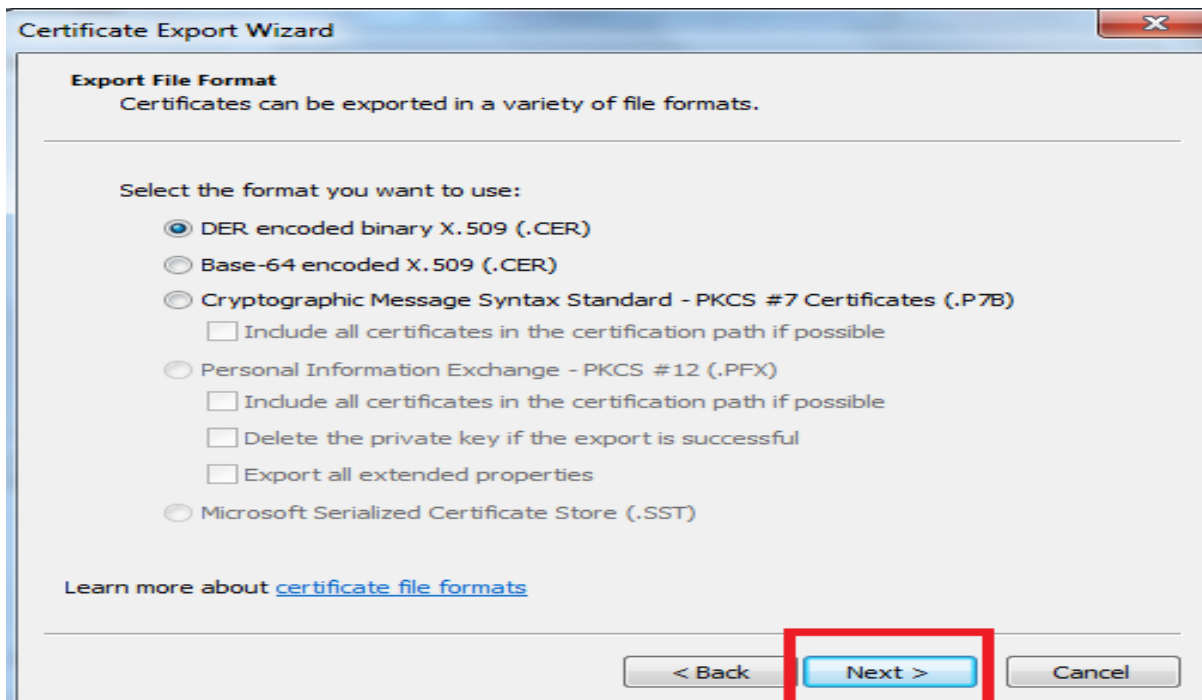 Certificate Export Wizard
Export File Format
Certificates can be exported in a variety of file formats.
Select the format you want to use:
DER encoded binary X.509 (.CER)
Base-64 encoded X.509 (.CER)
Cryptographic Message Syntax Standard - PKCS #7 Certificates (.P7B)
Include all certificates in the certification path if possible
Personal Information Exchange - PKCS #12 (.PFX)
Include all certificates in the certification path if possible
Delete the private key if the export is successful
Export all extended properties
Microsoft Serialized Certificate Store (.SST)
Learn more about certificate file formats
< Back Next > Cancel